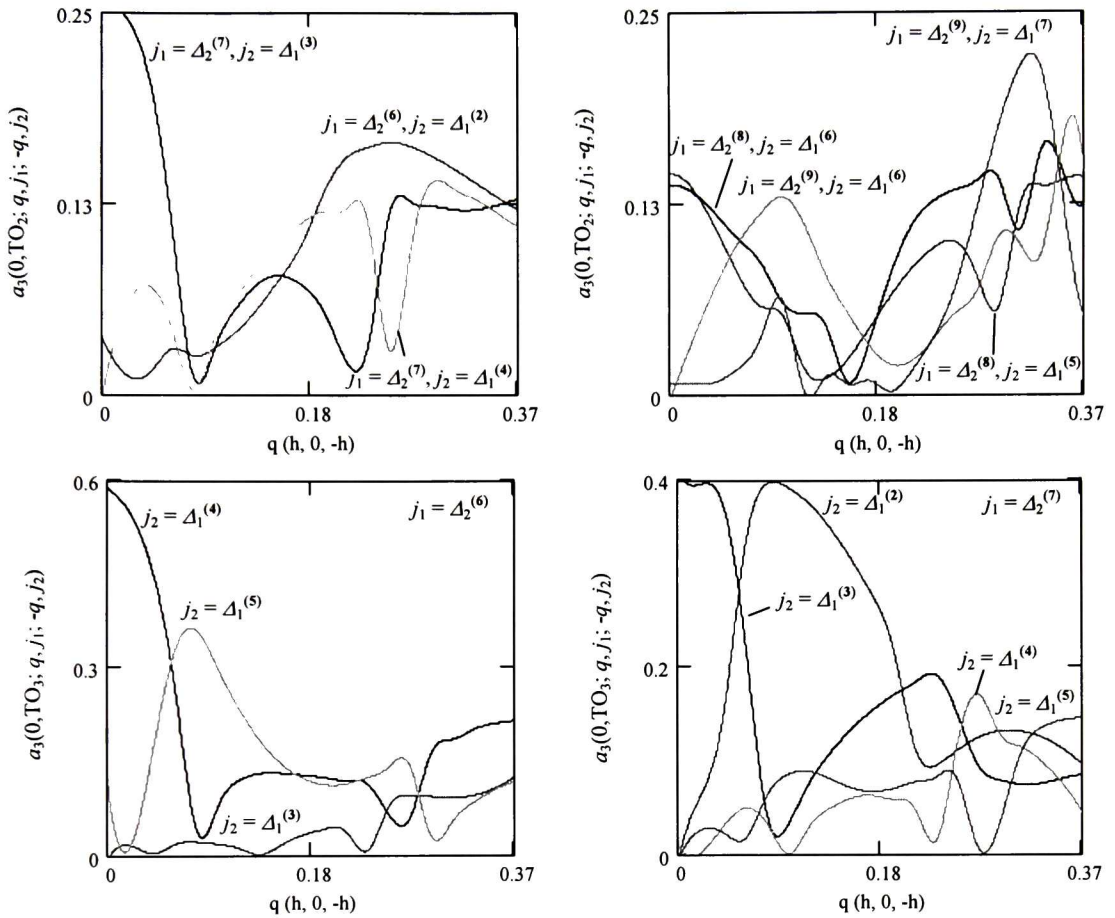 0.25
j₁ = Δ₂⁽⁷⁾, j₂ = Δ₁⁽³⁾
j₁ = Δ₂⁽⁶⁾, j₂ = Δ₁⁽²⁾
0.13
a₃(0,TO₂; q, j₁; -q, j₂)
j₁ = Δ₂⁽⁷⁾, j₂ = Δ₁⁽⁴⁾
0
0 0.18 0.37
q (h, 0, -h)
0.25
j₁ = Δ₂⁽⁹⁾, j₂ = Δ₁⁽⁷⁾
j₁ = Δ₂⁽⁸⁾, j₂ = Δ₁⁽⁶⁾
j₁ = Δ₂⁽⁹⁾, j₂ = Δ₁⁽⁶⁾
0.13
a₃(0,TO₂; q, j₁; -q, j₂)
j₁ = Δ₂⁽⁸⁾, j₂ = Δ₁⁽⁵⁾
0
0 0.18 0.37
q (h, 0, -h)
0.6
j₂ = Δ₁⁽⁴⁾ j₁ = Δ₂⁽⁶⁾
j₂ = Δ₁⁽⁵⁾
0.3
a₃(0,TO₃; q, j₁; -q, j₂)
j₂ = Δ₁⁽³⁾
0
0 0.18 0.37
q (h, 0, -h)
0.4
j₂ = Δ₁⁽²⁾ j₁ = Δ₂⁽⁷⁾
j₂ = Δ₁⁽³⁾
j₂ = Δ₁⁽⁴⁾
0.2
j₂ = Δ₁⁽⁵⁾
a₃(0,TO₃; q, j₁; -q, j₂)
0
0 0.18 0.37
q (h, 0, -h)